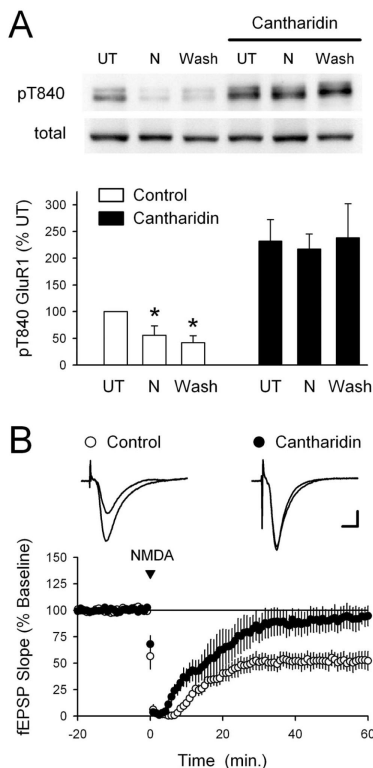 A
Cantharidin
UT N Wash UT N Wash
pT840
total
Control
Cantharidin
pT840 GluR1 (% UT)
300
250
200
150
100
50
0
* *
UT N Wash UT N Wash
B
Control Cantharidin
NMDA
fEPSP Slope (% Baseline)
150
125
100
75
50
25
0
-20 0 20 40 60
Time (min.)